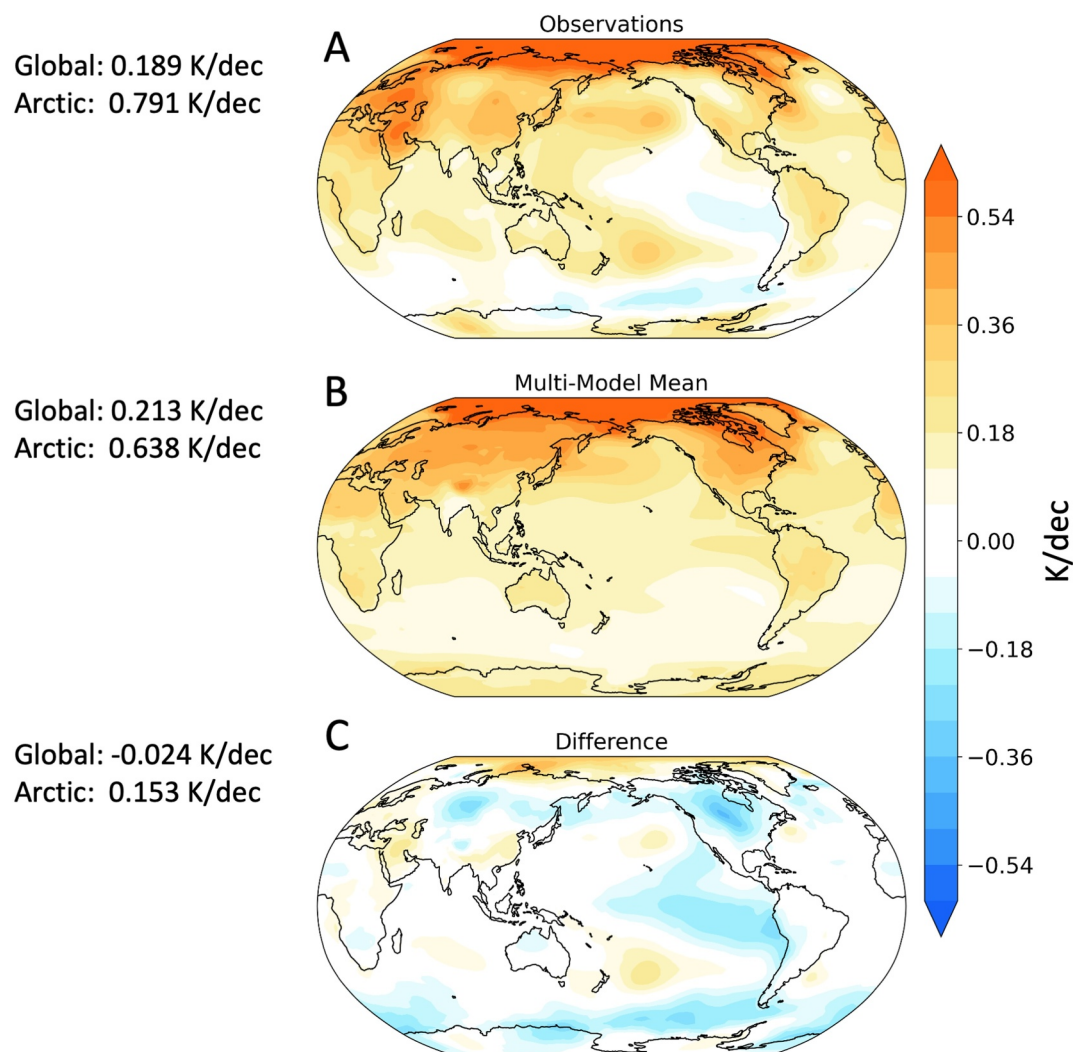 A
Observations
Global: 0.189 K/dec
Arctic: 0.791 K/dec
B
Multi-Model Mean
Global: 0.213 K/dec
Arctic: 0.638 K/dec
C
Difference
Global: -0.024 K/dec
Arctic: 0.153 K/dec
0.54
0.36
0.18
0.00
−0.18
−0.36
−0.54
K/dec